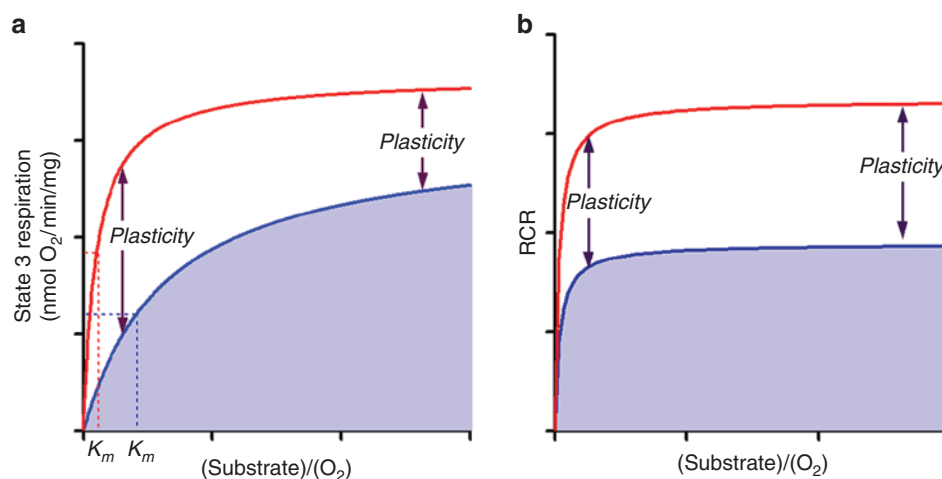 a
State 3 respiration
(nmol O₂/min/mg)
Plasticity
Plasticity
Kₘ
Kₘ
(Substrate)/(O₂)
b
RCR
Plasticity
Plasticity
(Substrate)/(O₂)